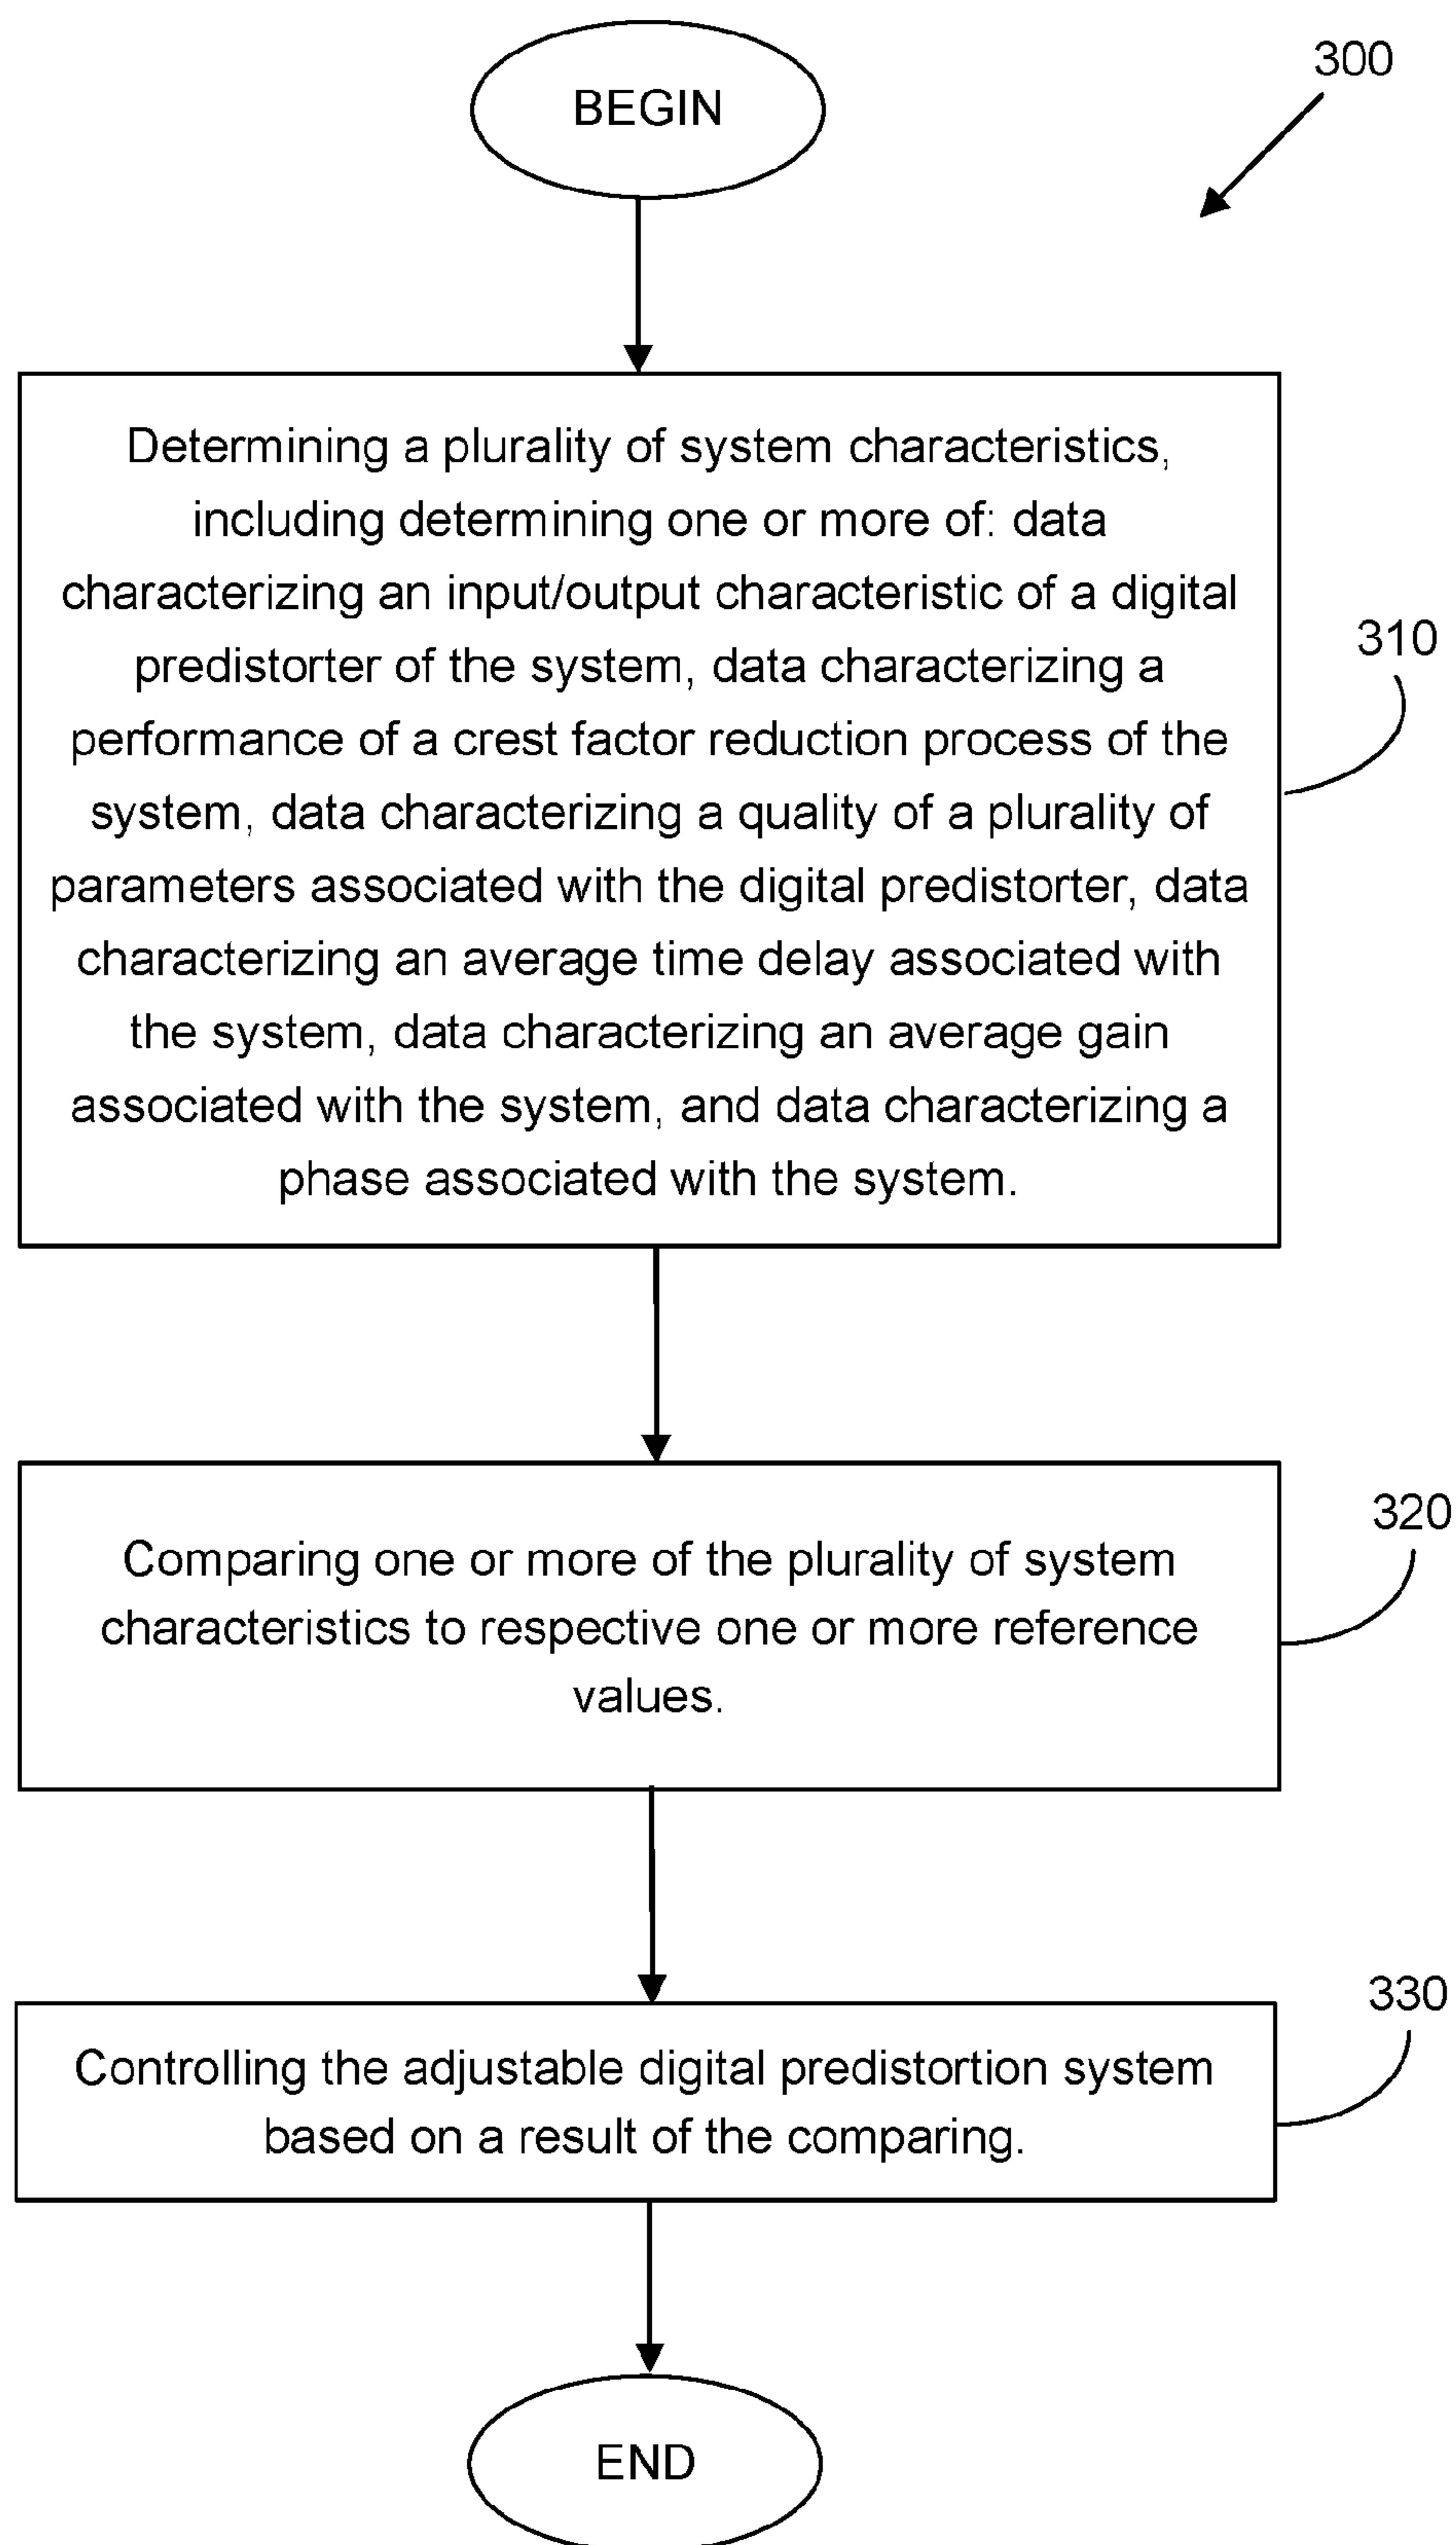 BEGIN
300
Determining a plurality of system characteristics,
including determining one or more of: data
characterizing an input/output characteristic of a digital
predistorter of the system, data characterizing a
performance of a crest factor reduction process of the
system, data characterizing a quality of a plurality of
parameters associated with the digital predistorter, data
characterizing an average time delay associated with
the system, data characterizing an average gain
associated with the system, and data characterizing a
phase associated with the system.
310
Comparing one or more of the plurality of system
characteristics to respective one or more reference
values.
320
Controlling the adjustable digital predistortion system
based on a result of the comparing.
330
END